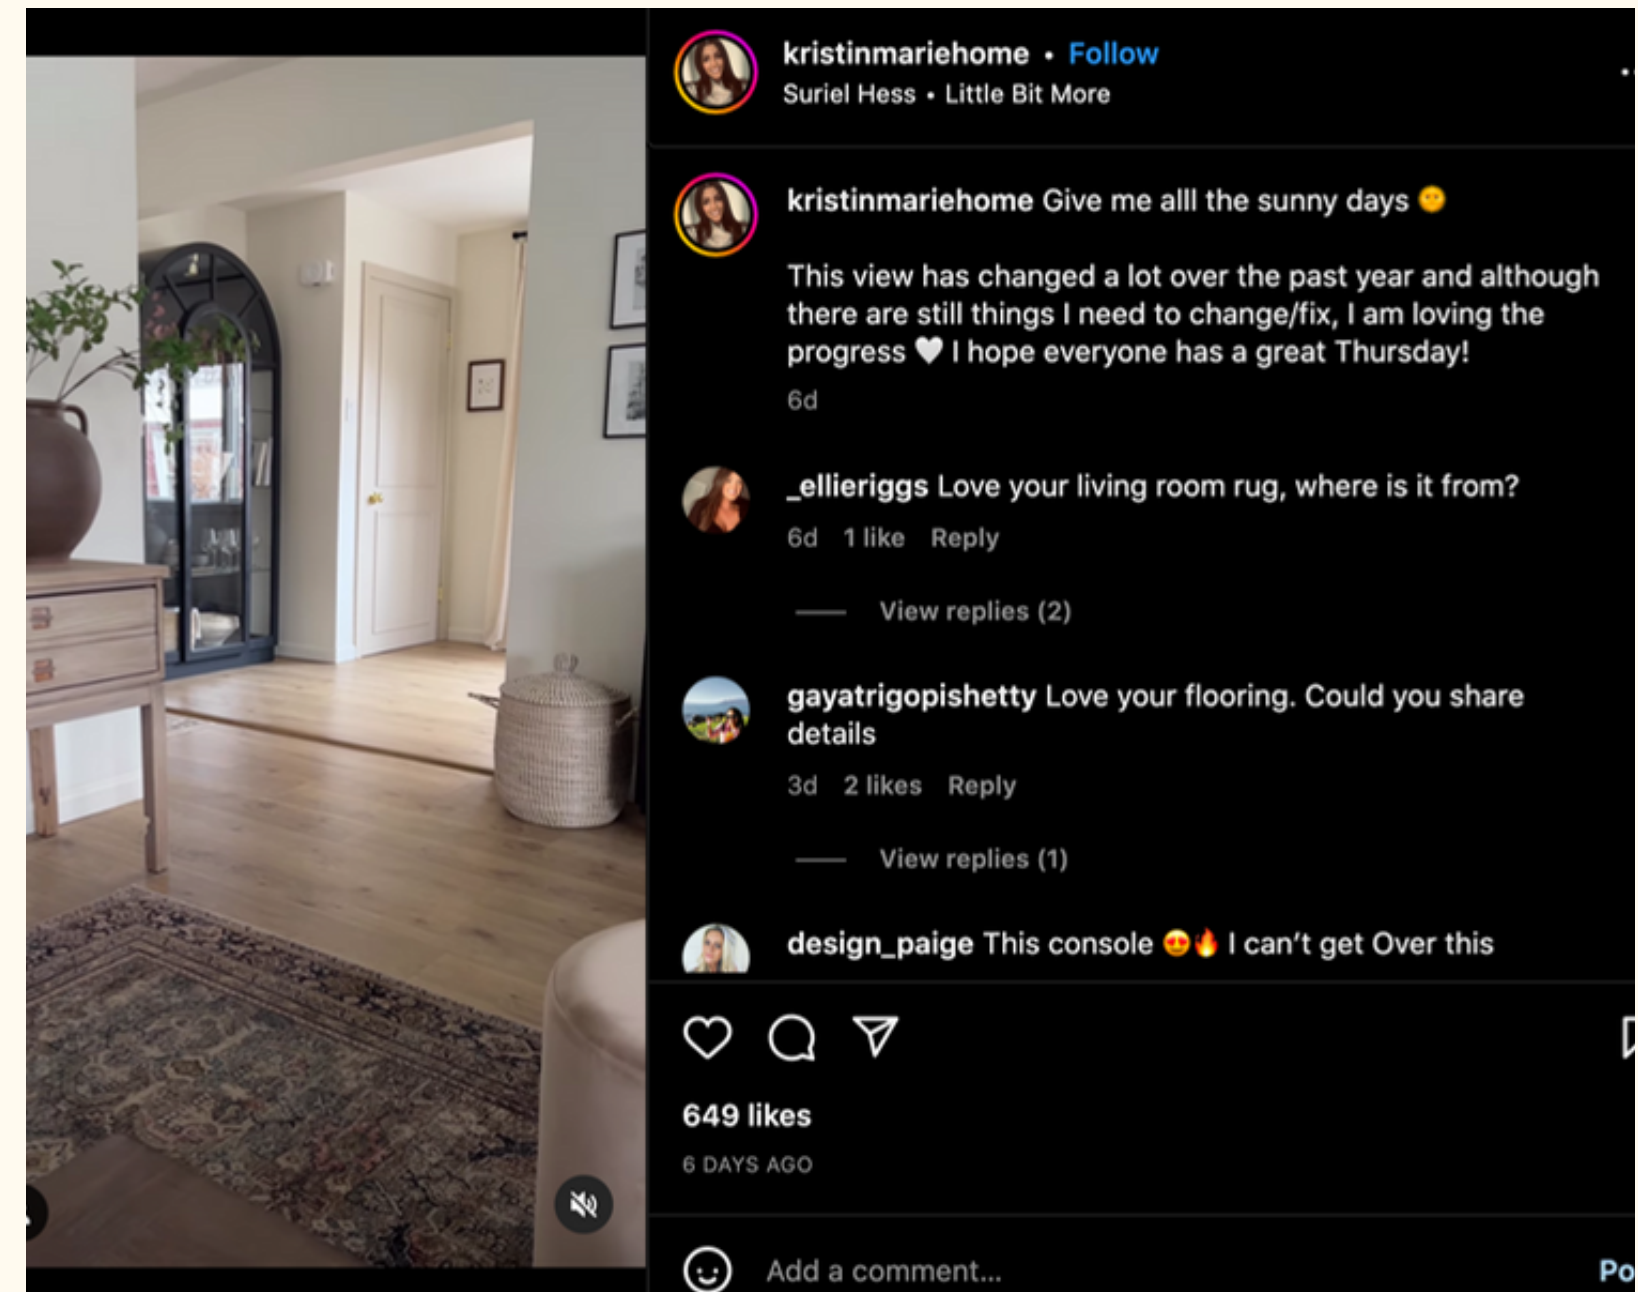 kristinmariehome • Follow
Suriel Hess • Little Bit More
kristinmariehome Give me alll the sunny days 🌞
This view has changed a lot over the past year and although
there are still things I need to change/fix, I am loving the
progress 🤍 I hope everyone has a great Thursday!
6d
_ellieriggs Love your living room rug, where is it from?
6d 1 like Reply
View replies (2)
gayatrigopishetty Love your flooring. Could you share
details
3d 2 likes Reply
View replies (1)
design_paige This console 😍🔥 I can't get Over this
649 likes
6 DAYS AGO
Add a comment...
Po